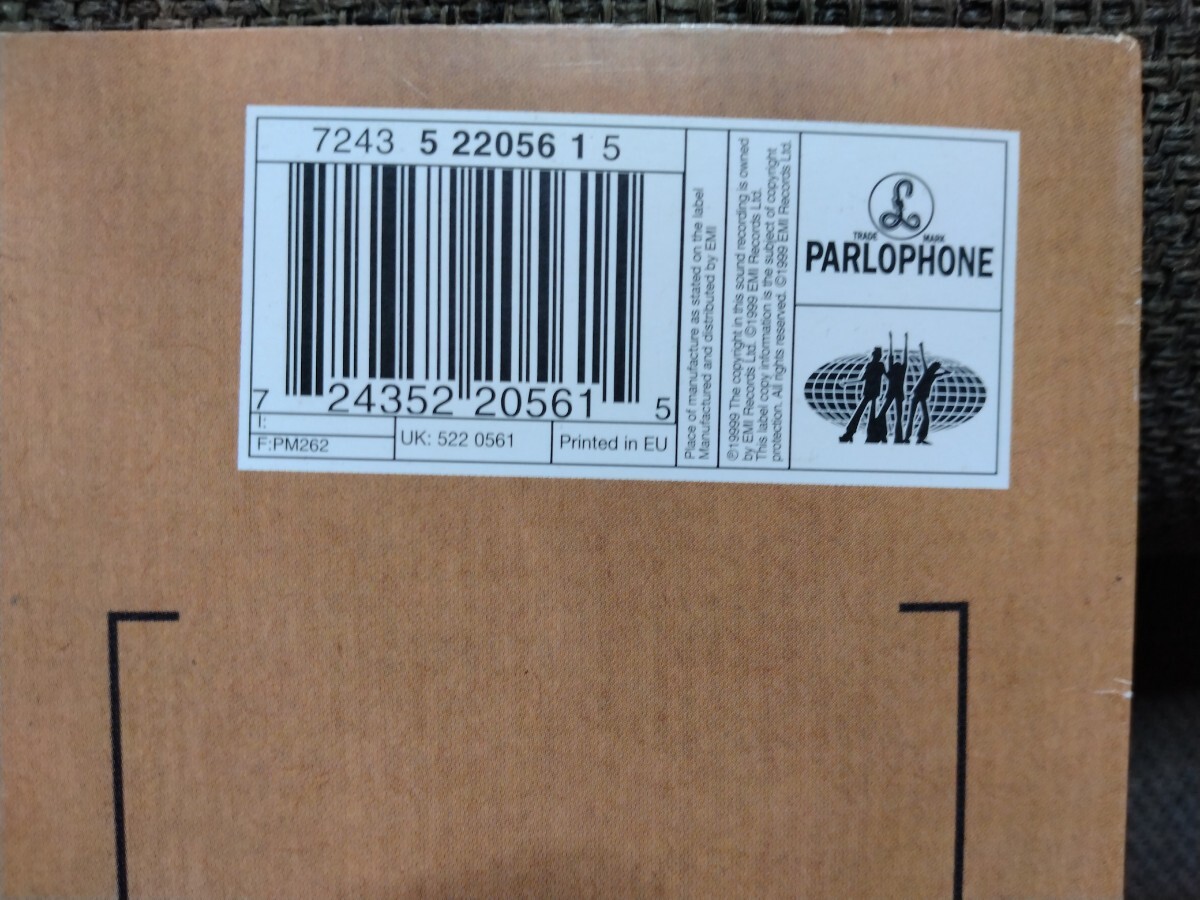 7243 5 22056 1 5
7 24352 20561 5
I:
F:PM262
UK: 522 0561
Printed in EU
Place of manufacture as stated on the label
Manufactured and distributed by EMI
℗19999 The copyright in this sound recording is owned
by EMI Records Ltd. ©1999 EMI Records Ltd.
This label copy information is the subject of copyright
protection. All rights reserved. ©1999 EMI Records Ltd.
£
TRADE MARK
PARLOPHONE